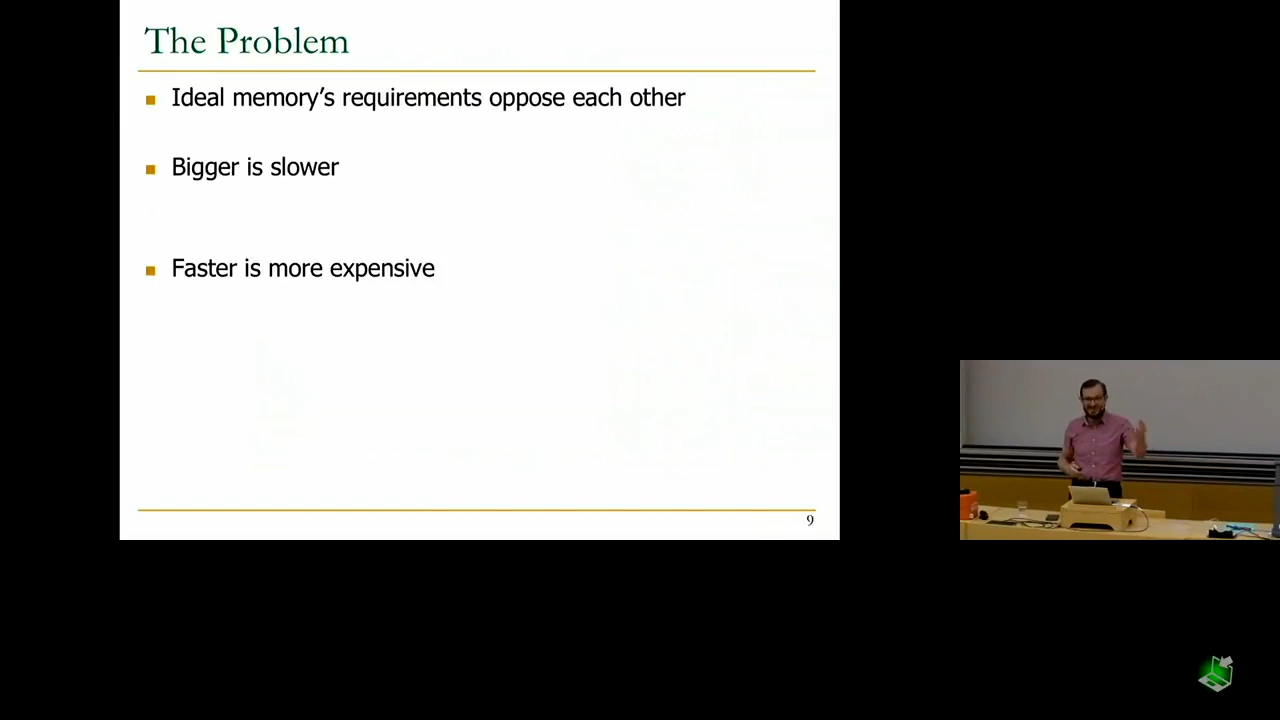 The Problem
Ideal memory's requirements oppose each other
Bigger is slower
Faster is more expensive
9